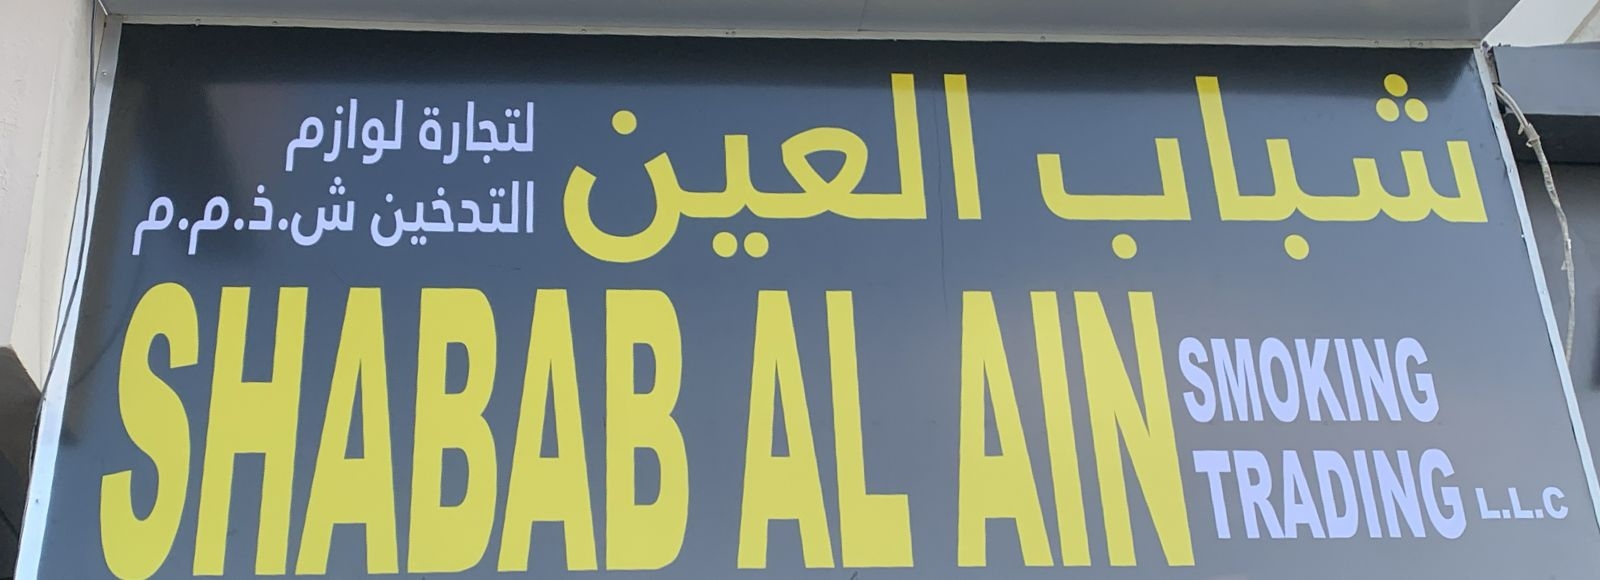 شباب العين
لتجارة لوازم
التدخين ش.ذ.م.م
SHABAB AL AIN
SMOKING
TRADING L.L.C